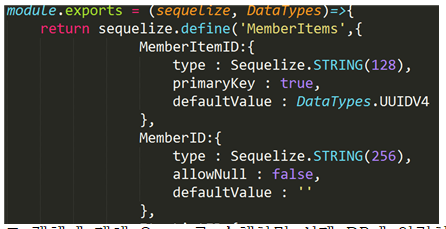 module.exports = (sequelize, DataTypes)=>{
return sequelize.define('MemberItems',{
MemberItemID:{
type : Sequelize.STRING(128),
primaryKey : true,
defaultValue : DataTypes.UUIDV4
},
MemberID:{
type : Sequelize.STRING(256),
allowNull : false,
defaultValue : ''
},